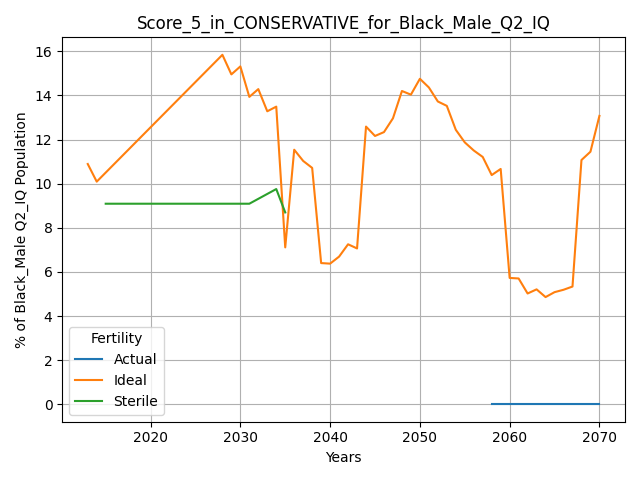 Score_5_in_CONSERVATIVE_for_Black_Male_Q2_IQ
% of Black_Male Q2_IQ Population
16
14
12
10
8
6
4
2
0
Fertility
Actual
Ideal
Sterile
2020 2030 2040 2050 2060 2070
Years